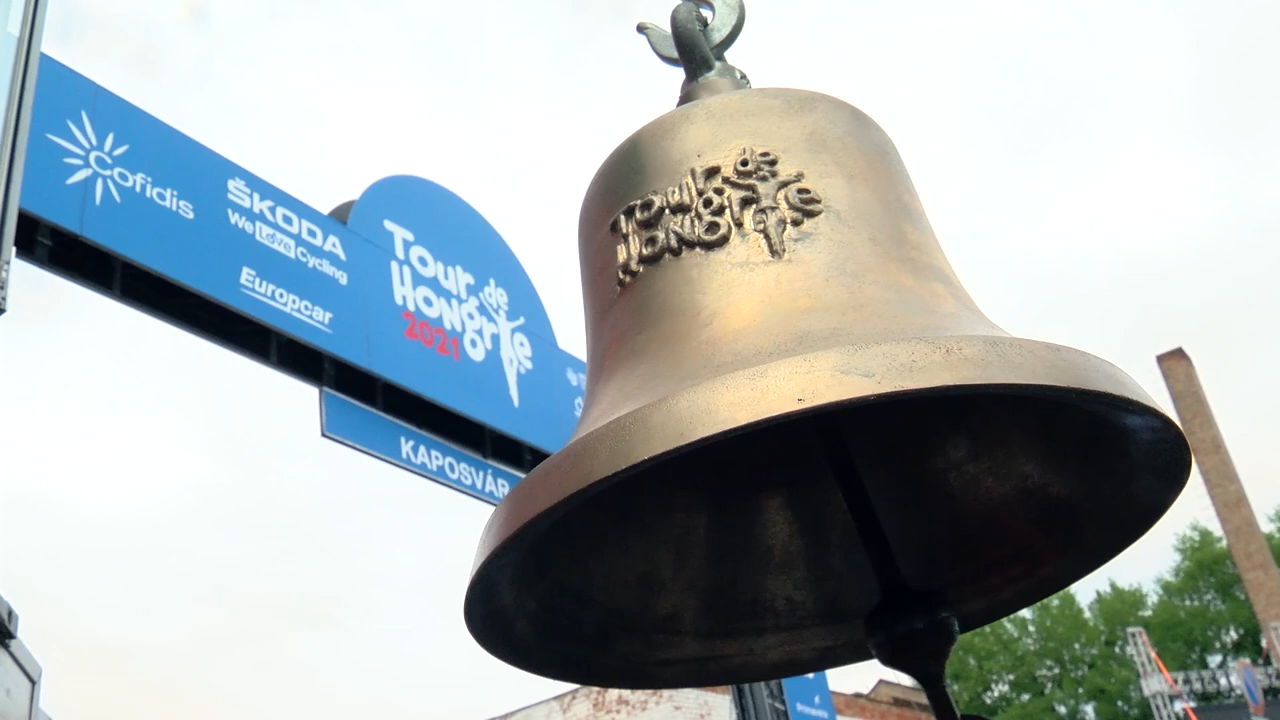 Cofidis
ŠKODA
We Love Cycling
Europcar
Tour de
Hongrie
2021
KAPOSVÁR
Tour de
Hongrie